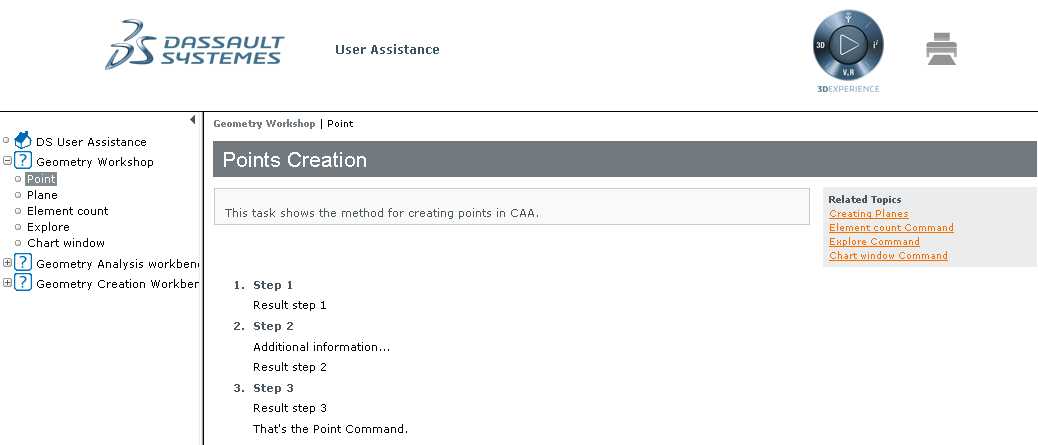 DASSAULT
SYSTEMES
User Assistance
3D
i²
V.R
3DEXPERIENCE
DS User Assistance
Geometry Workshop
Point
Plane
Element count
Explore
Chart window
Geometry Analysis workben
Geometry Creation Workber
Geometry Workshop | Point
Points Creation
This task shows the method for creating points in CAA.
Related Topics
Creating Planes
Element count Command
Explore Command
Chart window Command
1. Step 1
Result step 1
2. Step 2
Additional information...
Result step 2
3. Step 3
Result step 3
That's the Point Command.